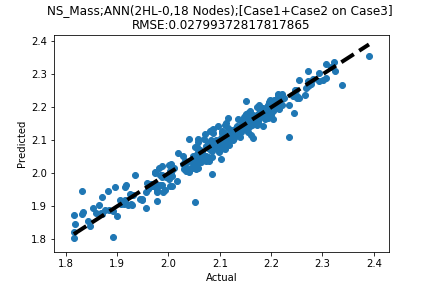 NS_Mass;ANN(2HL-0,18 Nodes);[Case1+Case2 on Case3]
RMSE:0.02799372817817865
2.4
2.3
2.2
2.1
2.0
1.9
1.8
Predicted
1.8 1.9 2.0 2.1 2.2 2.3 2.4
Actual